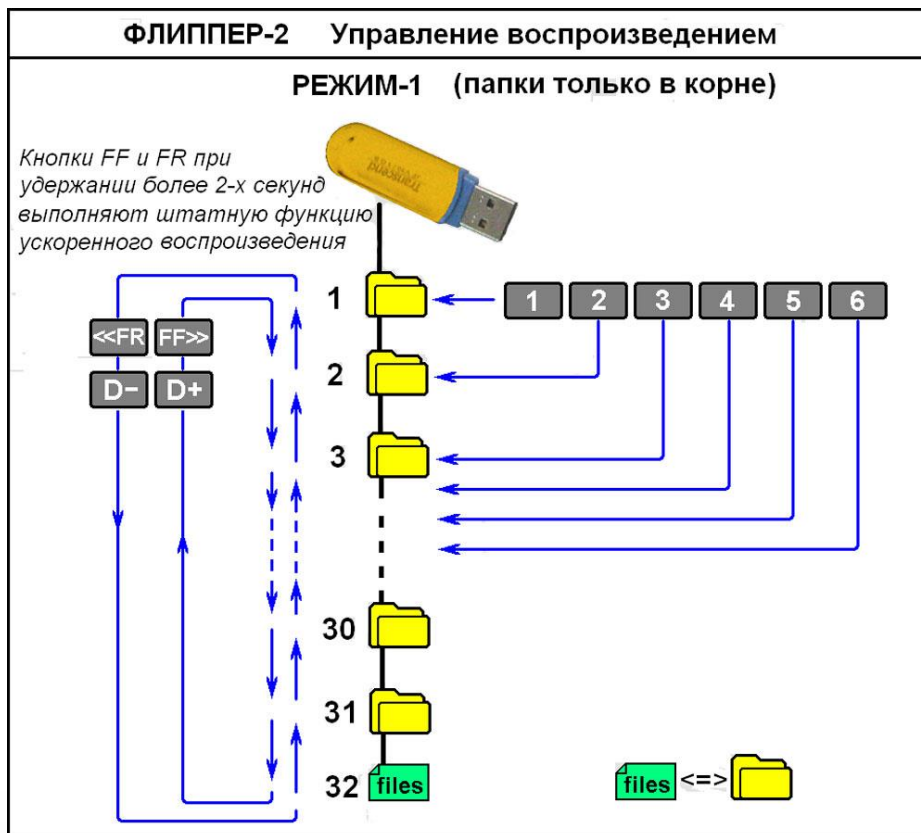 ФЛИППЕР-2 Управление воспроизведением
РЕЖИМ-1 (папки только в корне)
Кнопки FF и FR при
удержании более 2-х секунд
выполняют штатную функцию
ускоренного воспроизведения
Transcend
1
1 2 3 4 5 6
<<FR FF>>
D- D+
2
3
30
31
32 files
files <=>